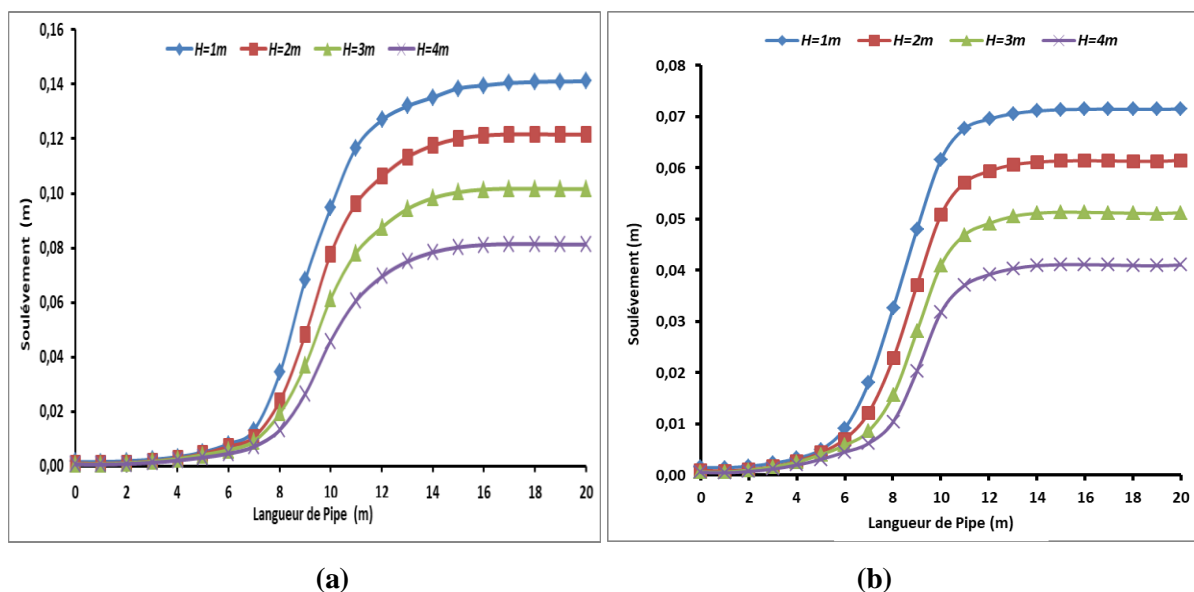 0,16
H=1m H=2m H=3m H=4m
0,14
0,12
0,10
0,08
0,06
0,04
0,02
0,00
Soulévement (m)
0 2 4 6 8 10 12 14 16 18 20
Langueur de Pipe (m)
(a)
H=1m H=2m H=3m H=4m
0,08
0,07
0,06
0,05
0,04
0,03
0,02
0,01
0,00
Soulévment (m)
0 2 4 6 8 10 12 14 16 18 20
Langueur de Pipe (m)
(b)